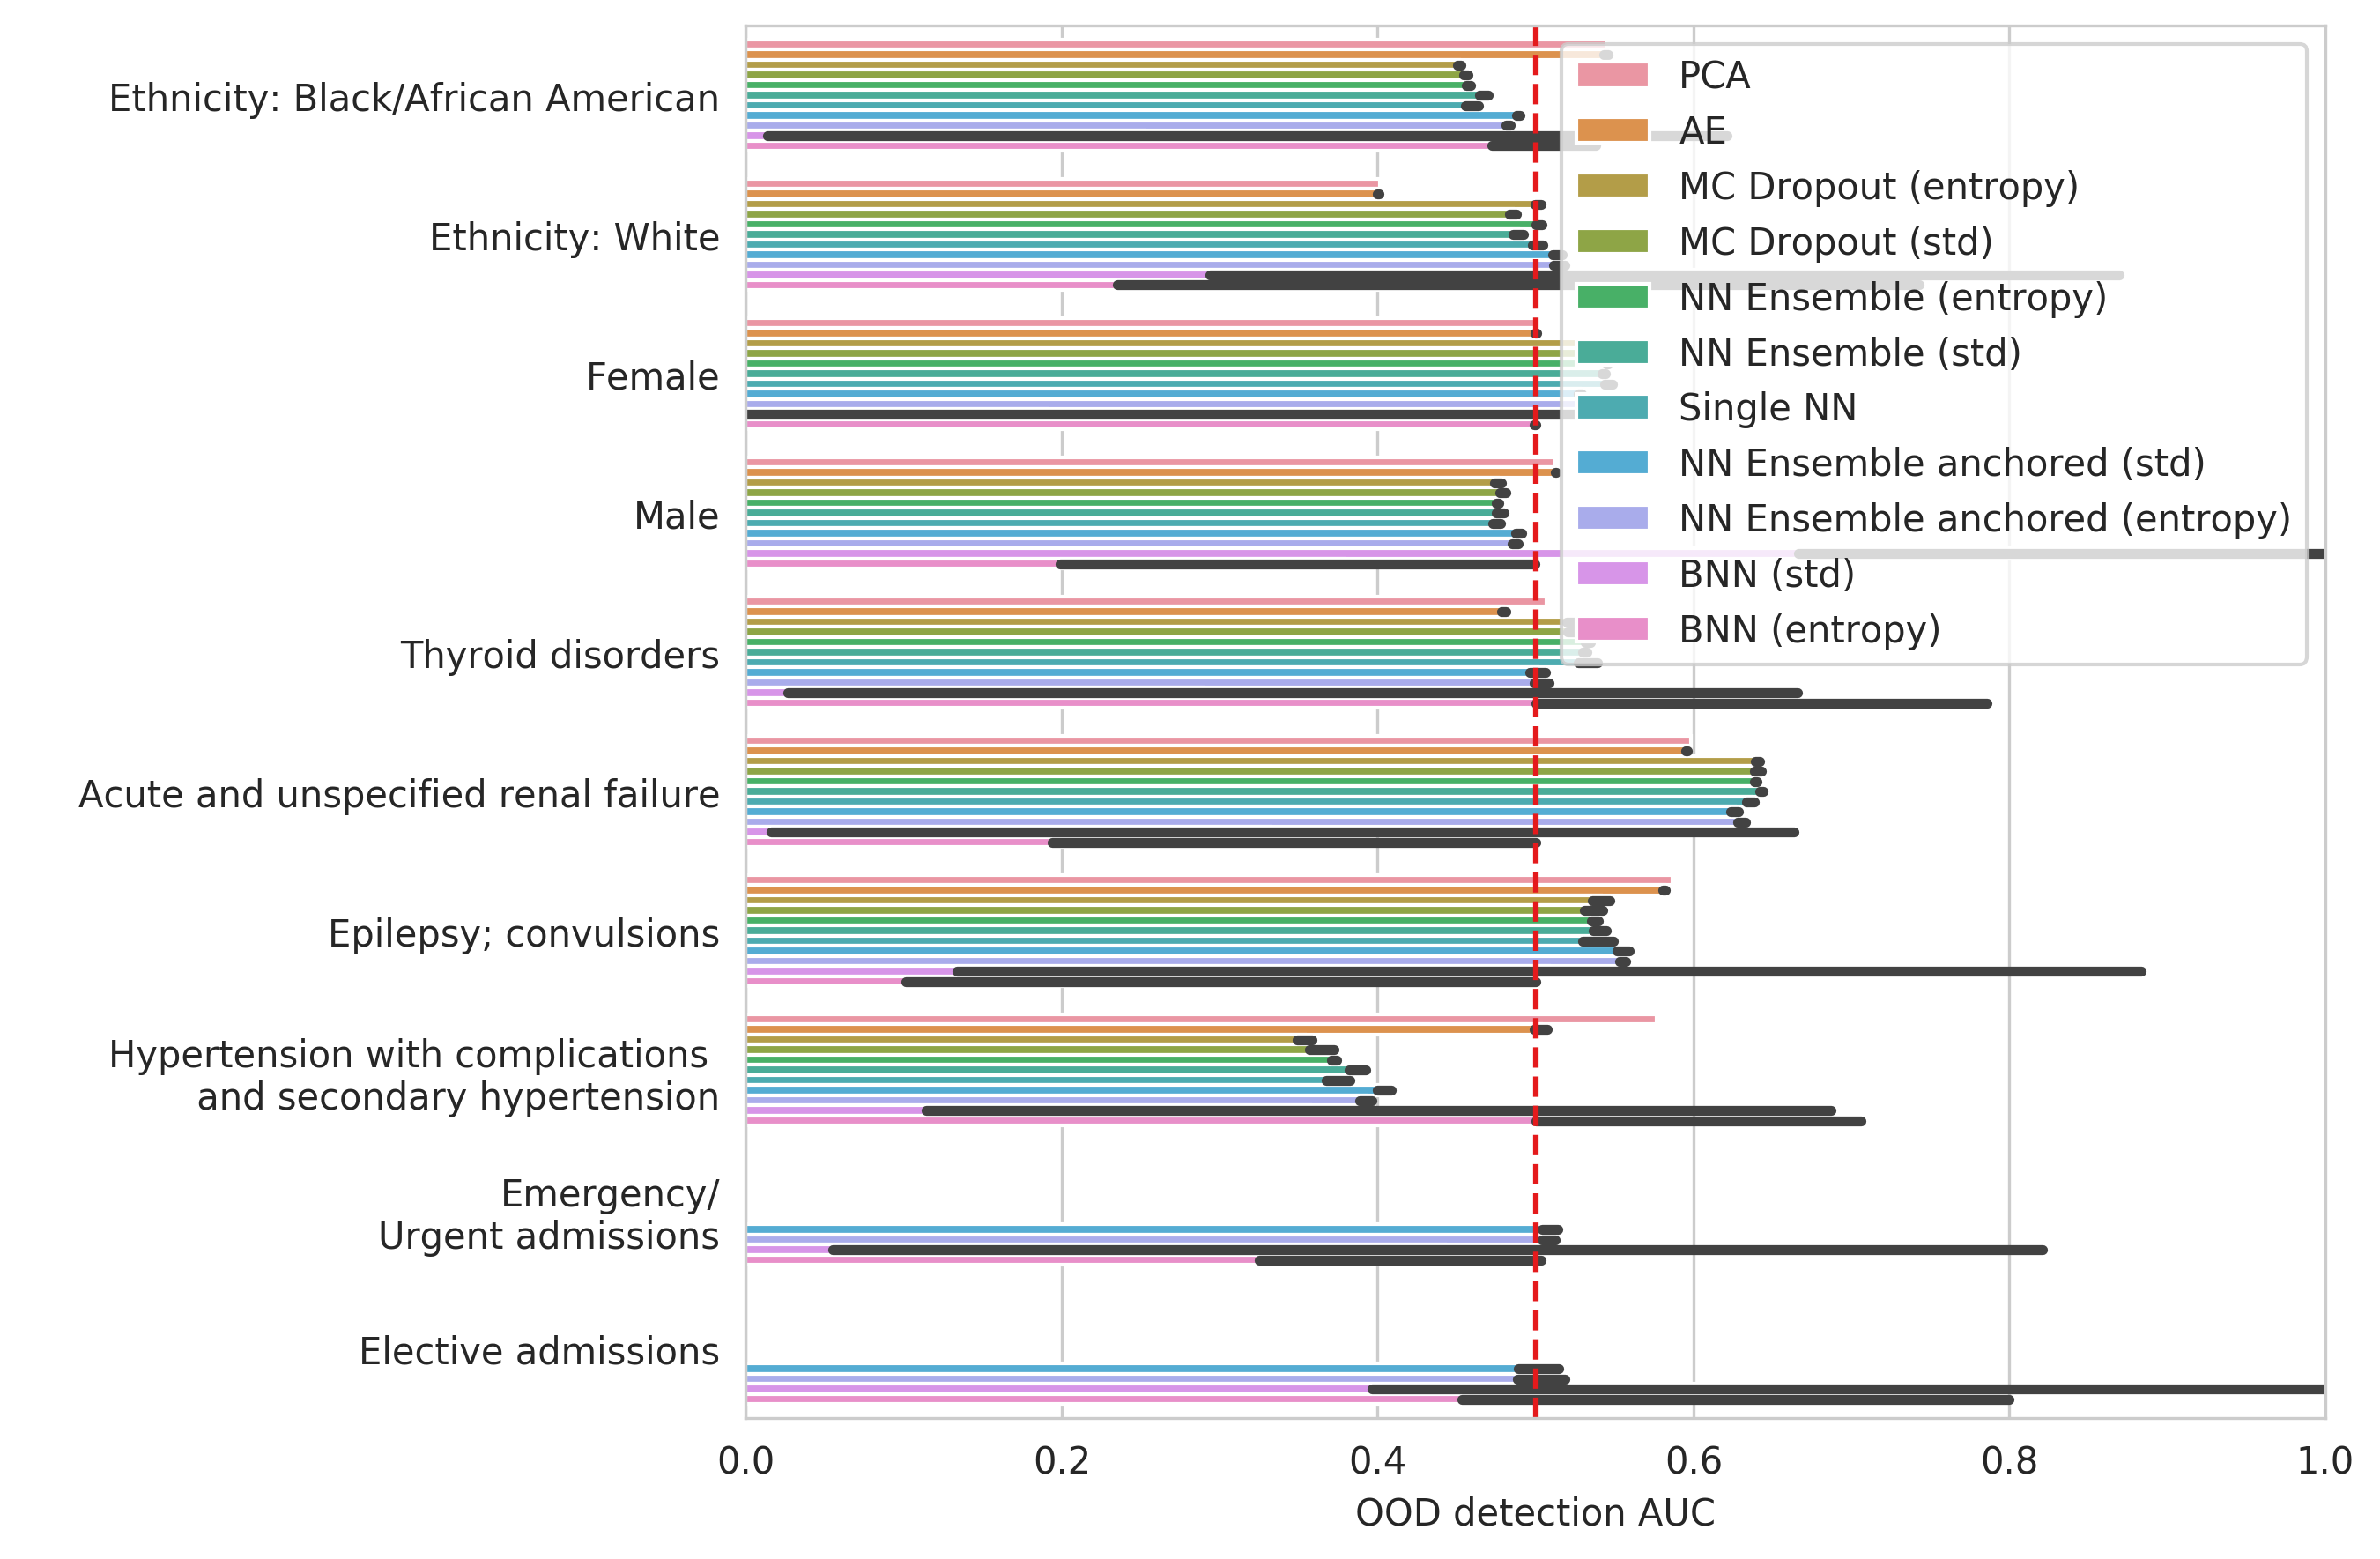 Ethnicity: Black/African American
Ethnicity: White
Female
Male
Thyroid disorders
Acute and unspecified renal failure
Epilepsy; convulsions
Hypertension with complications
and secondary hypertension
Emergency/
Urgent admissions
Elective admissions
PCA
AE
MC Dropout (entropy)
MC Dropout (std)
NN Ensemble (entropy)
NN Ensemble (std)
Single NN
NN Ensemble anchored (std)
NN Ensemble anchored (entropy)
BNN (std)
BNN (entropy)
0.0 0.2 0.4 0.6 0.8 1.0
OOD detection AUC